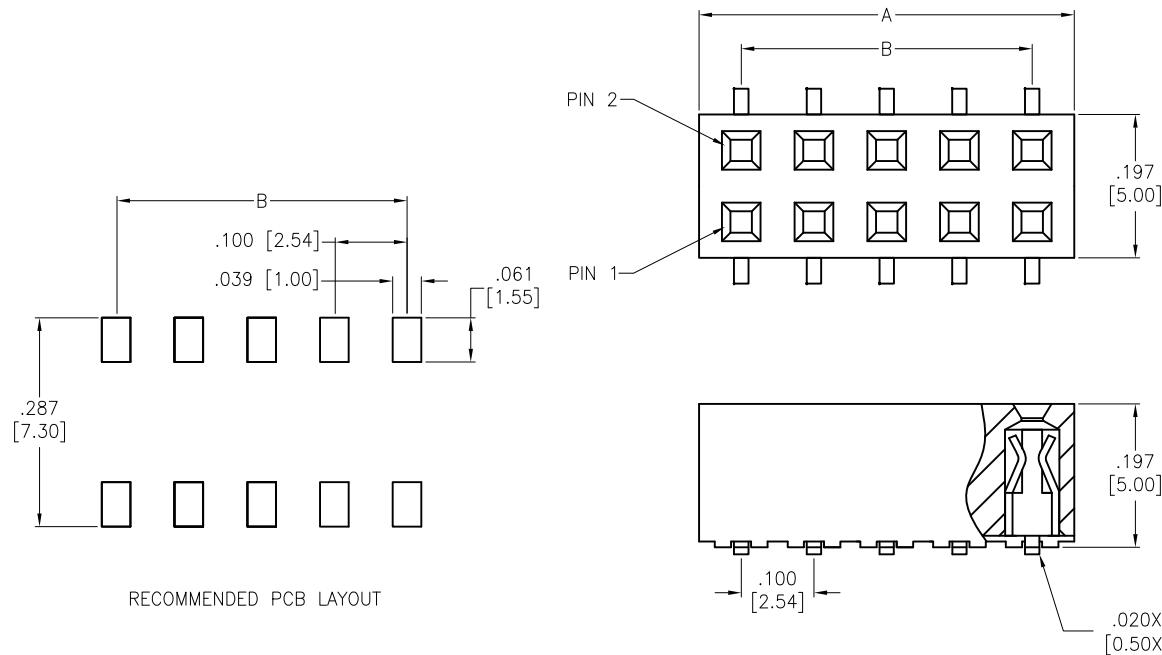 A
B
PIN 2
.197
[5.00]
PIN 1
B
.100 [2.54]
.039 [1.00]
.061
[1.55]
.287
[7.30]
RECOMMENDED PCB LAYOUT
.197
[5.00]
.100
[2.54]
.020X
[0.50X